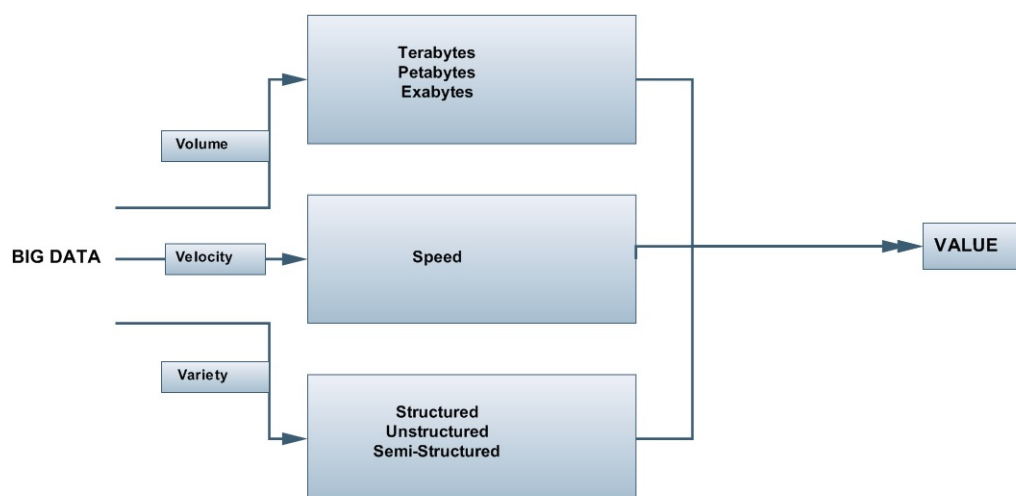 Terabytes
Petabytes
Exabytes
Volume
BIG DATA
Velocity
Speed
VALUE
Variety
Structured
Unstructured
Semi-Structured